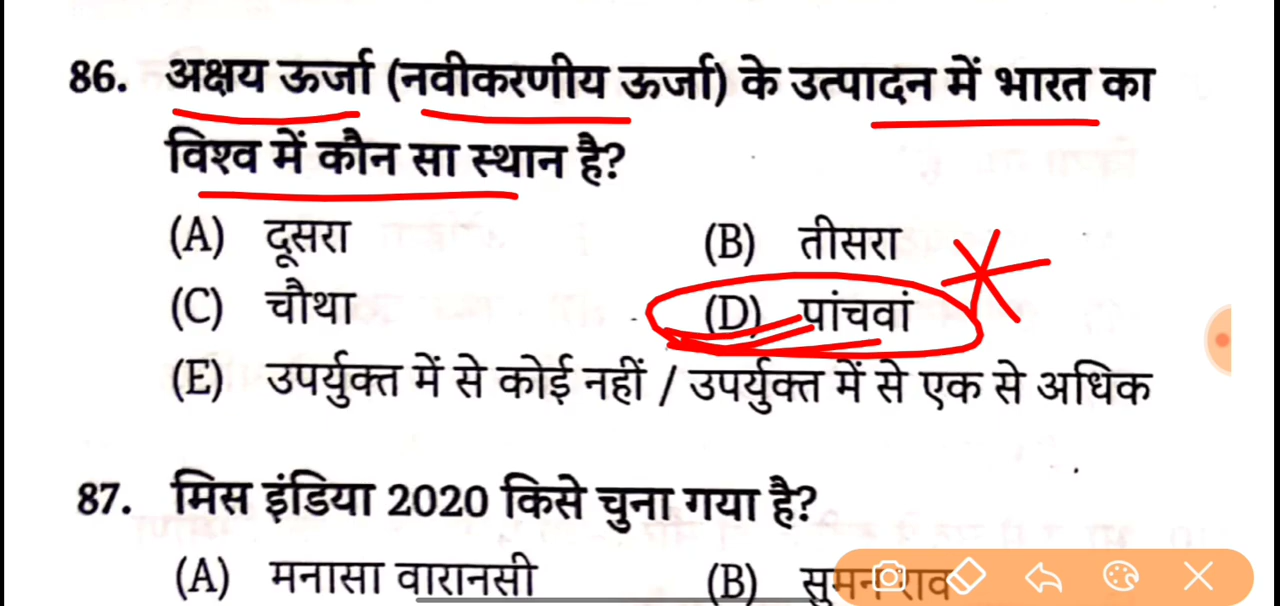 86. अक्षय ऊर्जा (नवीकरणीय ऊर्जा) के उत्पादन में भारत का
विश्व में कौन सा स्थान है?
(A) दूसरा (B) तीसरा
(C) चौथा (D) पांचवां
(E) उपर्युक्त में से कोई नहीं / उपर्युक्त में से एक से अधिक
87. मिस इंडिया 2020 किसे चुना गया है?
(A) मनासा वारानसी (B) सुमन राव